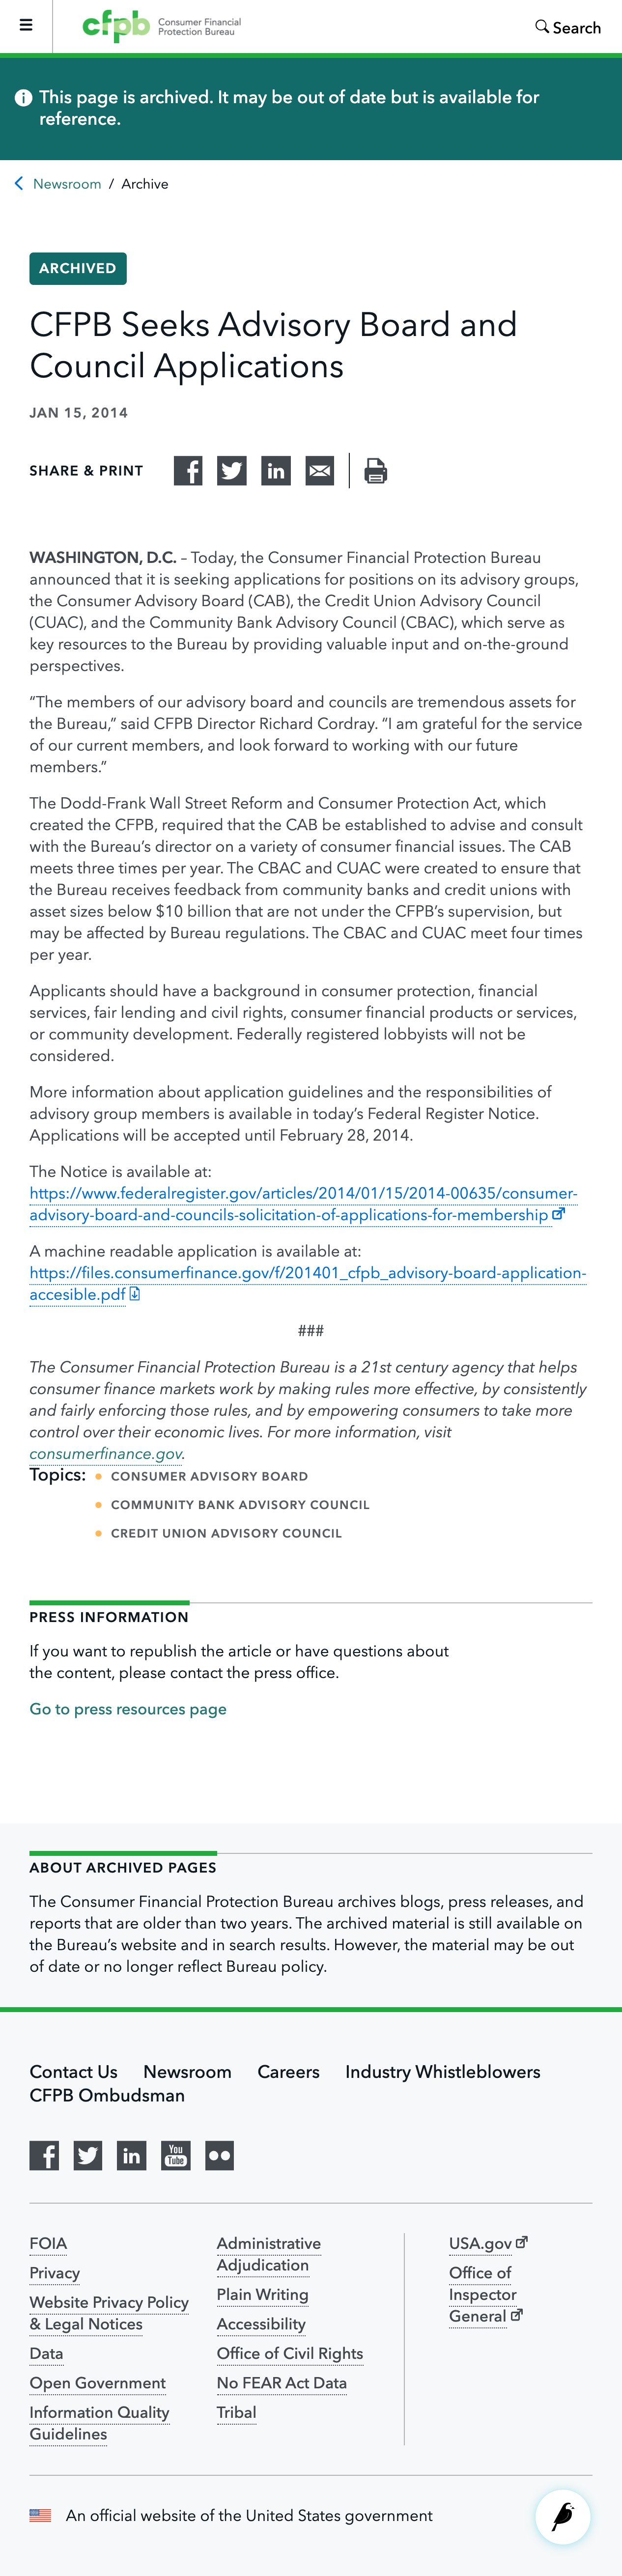 cfpb Consumer Financial
Protection Bureau
Search
This page is archived. It may be out of date but is available for
reference.
Newsroom / Archive
ARCHIVED
CFPB Seeks Advisory Board and
Council Applications
JAN 15, 2014
SHARE & PRINT
WASHINGTON, D.C. – Today, the Consumer Financial Protection Bureau
announced that it is seeking applications for positions on its advisory groups,
the Consumer Advisory Board (CAB), the Credit Union Advisory Council
(CUAC), and the Community Bank Advisory Council (CBAC), which serve as
key resources to the Bureau by providing valuable input and on-the-ground
perspectives.
“The members of our advisory board and councils are tremendous assets for
the Bureau,” said CFPB Director Richard Cordray. “I am grateful for the service
of our current members, and look forward to working with our future
members.”
The Dodd-Frank Wall Street Reform and Consumer Protection Act, which
created the CFPB, required that the CAB be established to advise and consult
with the Bureau’s director on a variety of consumer financial issues. The CAB
meets three times per year. The CBAC and CUAC were created to ensure that
the Bureau receives feedback from community banks and credit unions with
asset sizes below $10 billion that are not under the CFPB’s supervision, but
may be affected by Bureau regulations. The CBAC and CUAC meet four times
per year.
Applicants should have a background in consumer protection, financial
services, fair lending and civil rights, consumer financial products or services,
or community development. Federally registered lobbyists will not be
considered.
More information about application guidelines and the responsibilities of
advisory group members is available in today’s Federal Register Notice.
Applications will be accepted until February 28, 2014.
The Notice is available at:
https://www.federalregister.gov/articles/2014/01/15/2014-00635/consumer-
advisory-board-and-councils-solicitation-of-applications-for-membership
A machine readable application is available at:
https://files.consumerfinance.gov/f/201401_cfpb_advisory-board-application-
accesible.pdf
###
The Consumer Financial Protection Bureau is a 21st century agency that helps
consumer finance markets work by making rules more effective, by consistently
and fairly enforcing those rules, and by empowering consumers to take more
control over their economic lives. For more information, visit
consumerfinance.gov.
Topics: CONSUMER ADVISORY BOARD
COMMUNITY BANK ADVISORY COUNCIL
CREDIT UNION ADVISORY COUNCIL
PRESS INFORMATION
If you want to republish the article or have questions about
the content, please contact the press office.
Go to press resources page
ABOUT ARCHIVED PAGES
The Consumer Financial Protection Bureau archives blogs, press releases, and
reports that are older than two years. The archived material is still available on
the Bureau’s website and in search results. However, the material may be out
of date or no longer reflect Bureau policy.
Contact Us Newsroom Careers Industry Whistleblowers
CFPB Ombudsman
You Tube
FOIA
Privacy
Website Privacy Policy
& Legal Notices
Data
Open Government
Information Quality
Guidelines
Administrative
Adjudication
Plain Writing
Accessibility
Office of Civil Rights
No FEAR Act Data
Tribal
USA.gov
Office of
Inspector
General
An official website of the United States government